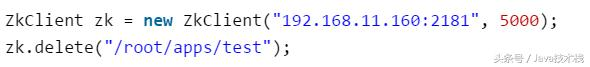 ZkClient zk = new ZkClient("192.168.11.160:2181", 5000);
zk.delete("/root/apps/test");
头条号 / Java技术栈